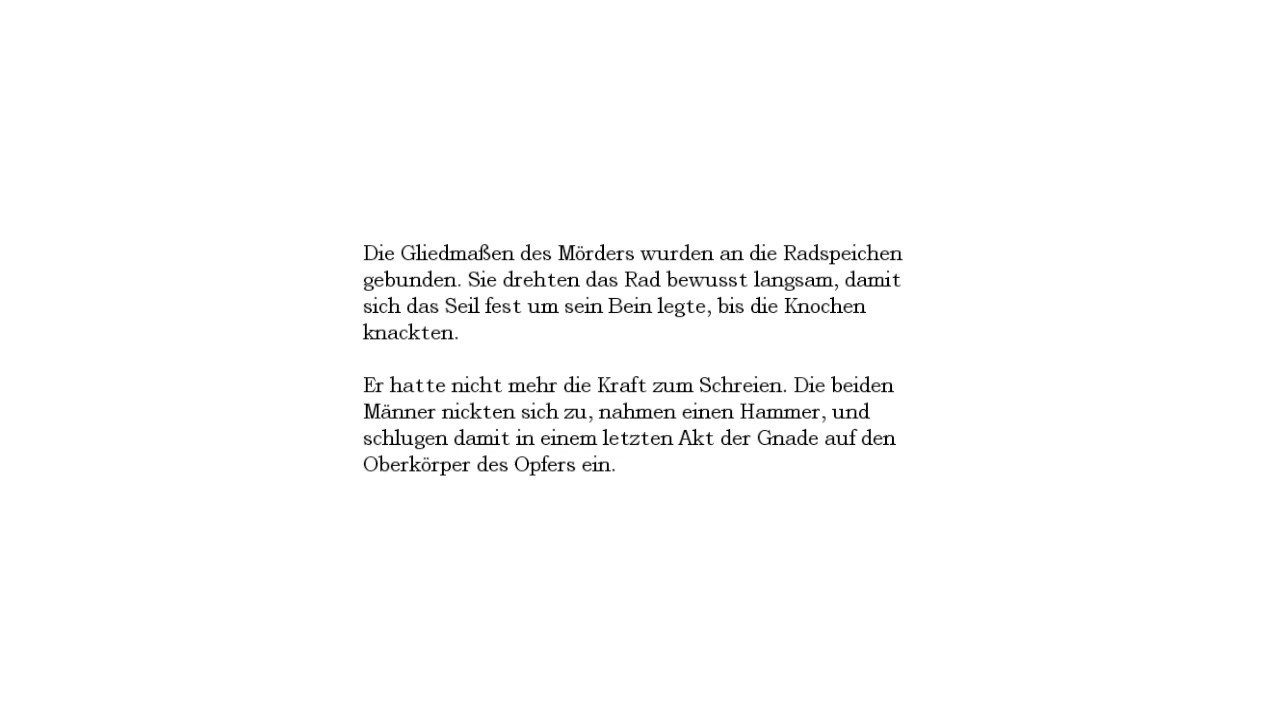 Die Gliedmaßen des Mörders wurden an die Radspeichen
gebunden. Sie drehten das Rad bewusst langsam, damit
sich das Seil fest um sein Bein legte, bis die Knochen
knackten.

Er hatte nicht mehr die Kraft zum Schreien. Die beiden
Männer nickten sich zu, nahmen einen Hammer, und
schlugen damit in einem letzten Akt der Gnade auf den
Oberkörper des Opfers ein.